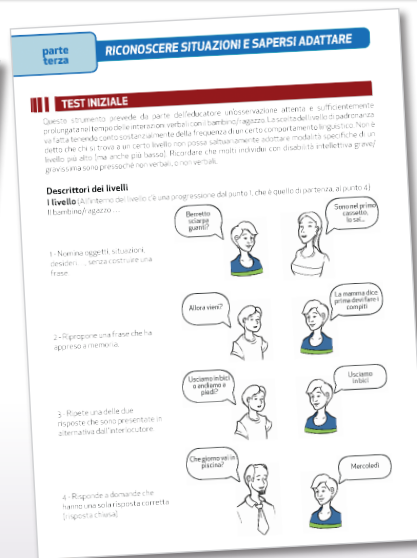 parte
terza
RICONOSCERE SITUAZIONI E SAPERSI ADATTARE
TEST INIZIALE
Questo strumento prevede da parte dell'educatore un'osservazione attenta e sufficientemente
prolungata nel tempo delle interazioni verbali con il bambino/ragazzo. La scelta del livello di padronanza
va fatta tenendo conto sostanzialmente della frequenza di un certo comportamento linguistico. Non è
detto che chi si trova a un certo livello non possa saltuariamente adottare modalità specifiche di un
livello più alto (ma anche più basso). Ricordare che molti individui con disabilità intellettiva grave/
gravissima sono pressoché non verbali, o non verbali.
Descrittori dei livelli
I livello (All'interno del livello c'è una progressione dal punto 1, che è quello di partenza, al punto 4)
Il bambino/ragazzo ...
1 - Nomina oggetti, situazioni,
desideri ..., senza costruire una
frase
Berretto
sciarpa
guanti?
Sono nel primo
cassetto,
lo sai...
2 - Ripropone una frase che ha
appreso a memoria
Allora vieni?
La mamma dice
prima devi fare i
compiti
3 - Ripete una delle due
risposte che sono presentate in
alternativa dall'interlocutore
Usciamo in bici
o andiamo a
piedi?
Usciamo
in bici
4 - Risponde a domande che
hanno una sola risposta corretta
(risposta chiusa)
Che giorno vai in
piscina?
Mercoledì